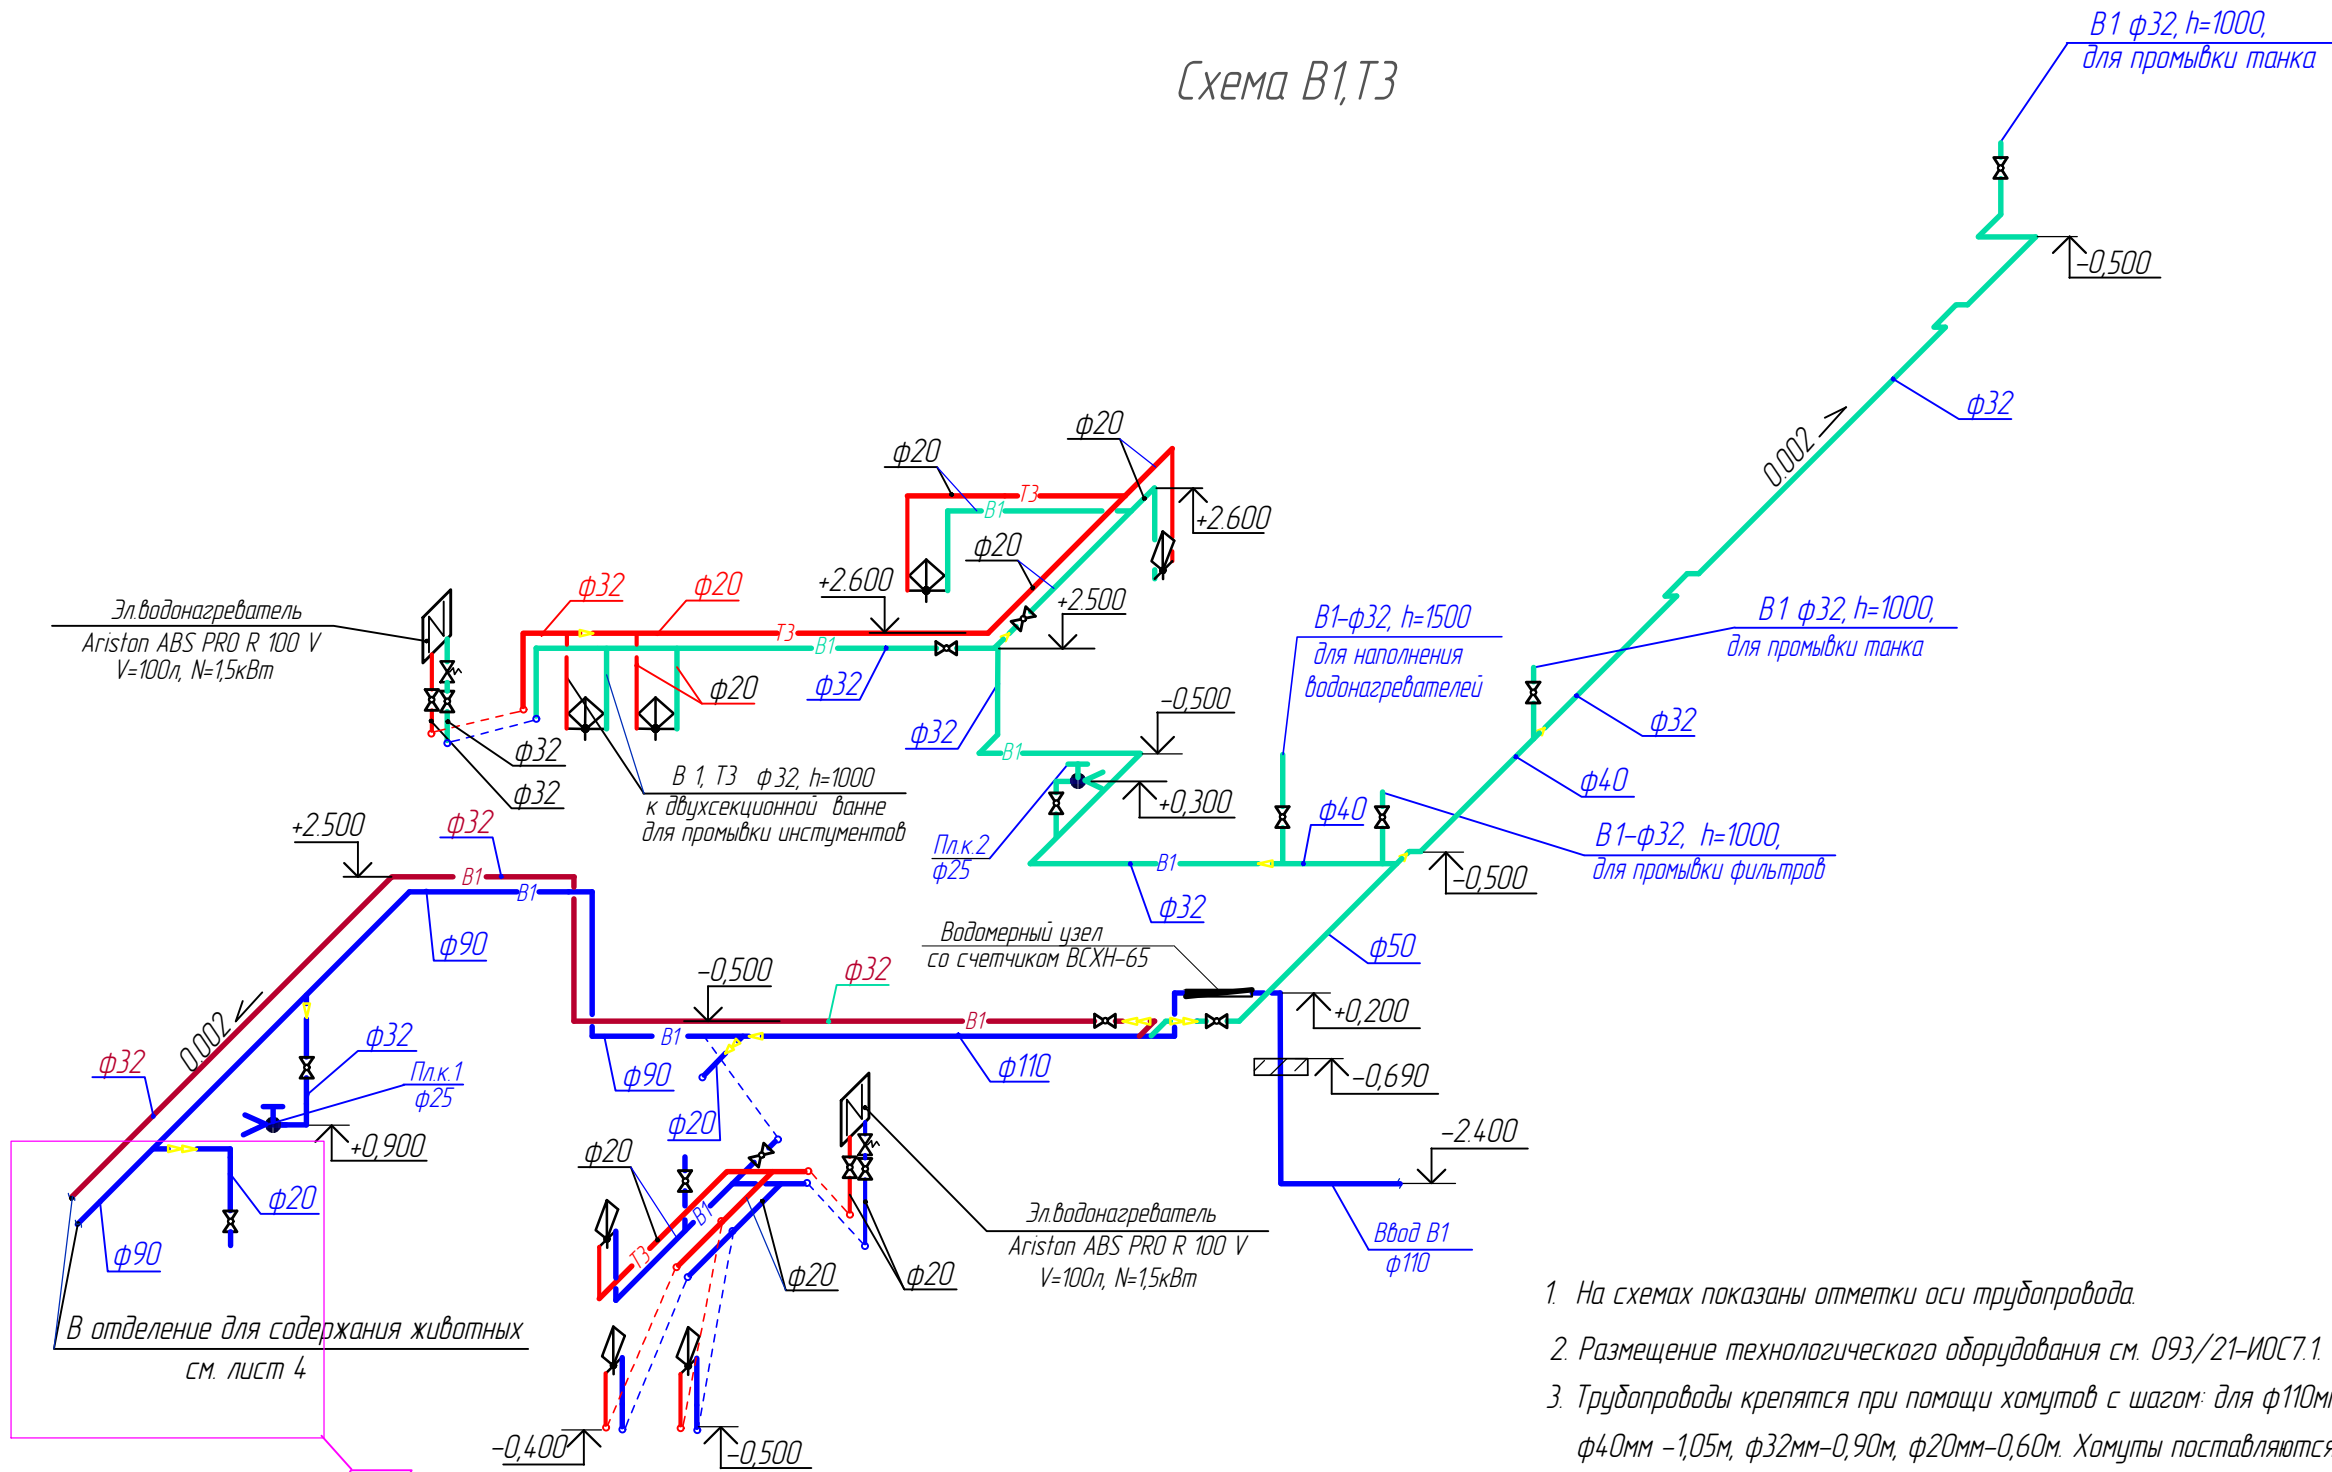 Схема В1,Т3
В1 ф32, h=1000,
для промывки танка
-0,500
ф32
0.002
ф20
ф20
Т3
В1
+2.600
ф20
+2.600
+2.500
ф32
ф20
Т3
В1
Эл.водонагреватель
Ariston ABS PRO R 100 V
V=100л, N=1,5кВт
ф32
ф20
ф32
ф32
ф32
В 1, Т3 ф32, h=1000
к двухсекционной ванне
для промывки инстументов
-0,500
В1
+0,300
Пл.к.2
ф25
В1-ф32, h=1500
для наполнения
водонагревателей
В1 ф32, h=1000,
для промывки танка
ф32
ф40
ф40
В1-ф32, h=1000,
для промывки фильтров
В1
ф32
-0,500
ф50
+2.500
ф32
В1
В1
ф90
0.002
ф32
ф32
Пл.к.1
ф25
+0,900
ф20
ф90
В отделение для содержания животных
см. лист 4
Водомерный узел
со счетчиком ВСХН-65
-0,500
ф32
В1
В1
ф90
ф110
ф20
+0,200
-0,690
-2.400
Ввод В1
ф110
ф20
В1
Т3
ф20
ф20
Эл.водонагреватель
Ariston ABS PRO R 100 V
V=100л, N=1,5кВт
-0,400
-0,500
1. На схемах показаны отметки оси трубопровода.
2. Размещение технологического оборудования см. 093/21-ИОС7.1.
3. Трубопроводы крепятся при помощи хомутов с шагом: для ф110м
ф40мм -1,05м, ф32мм-0,90м, ф20мм-0,60м. Хомуты поставляются